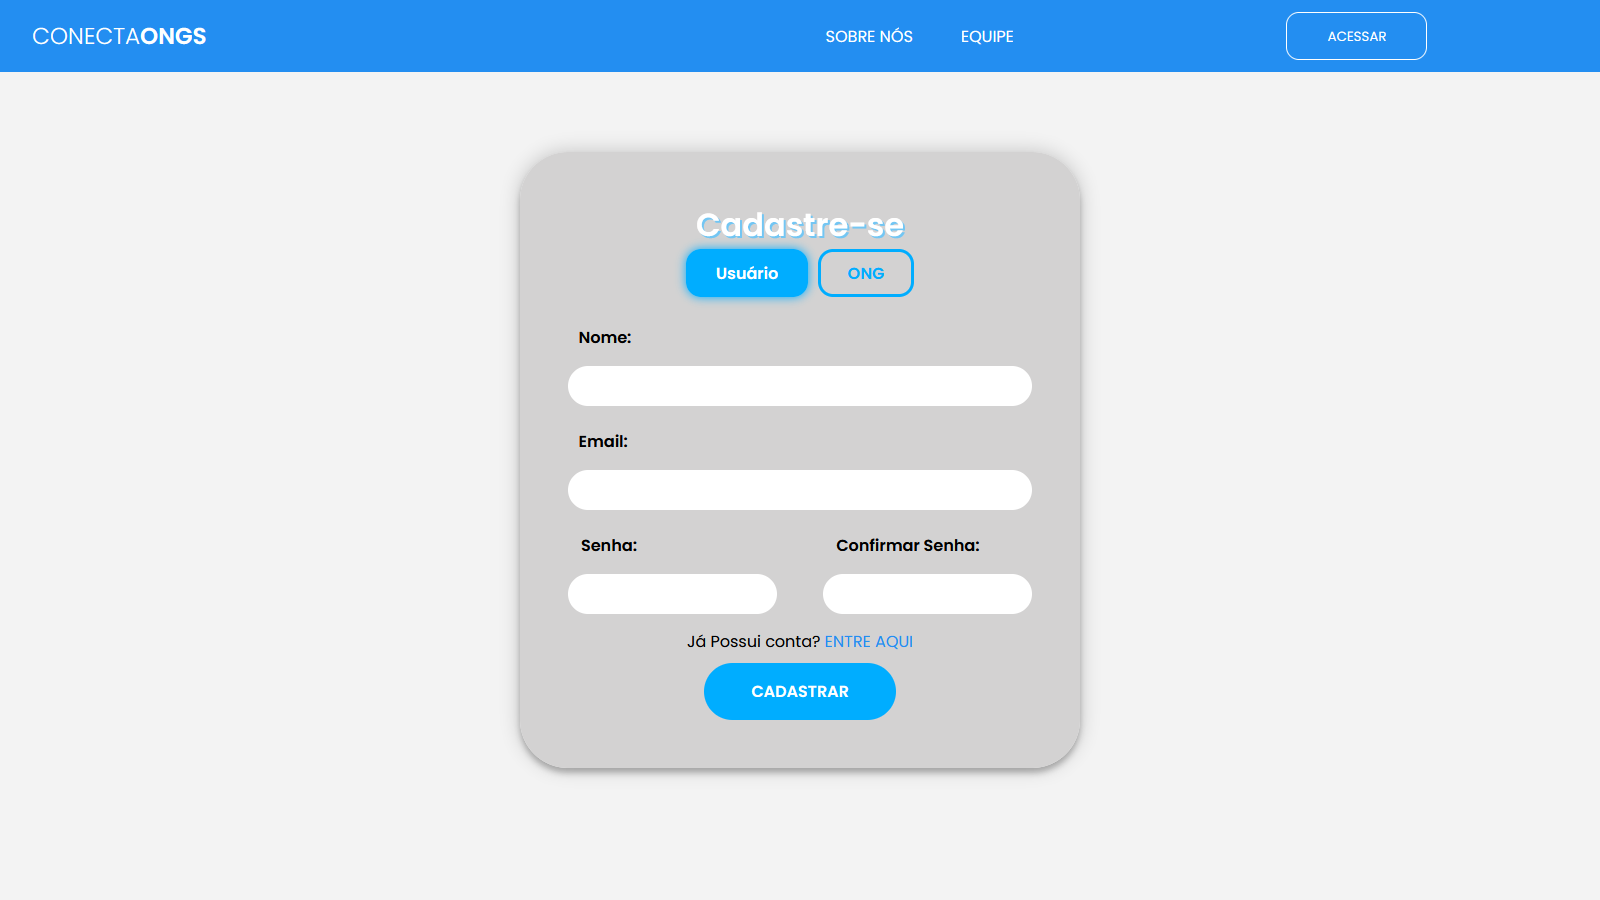 CONECTAONGS SOBRE NÓS EQUIPE ACESSAR
Cadastre-se
Usuário ONG
Nome:
Email:
Senha: Confirmar Senha:
Já Possui conta? ENTRE AQUI
CADASTRAR